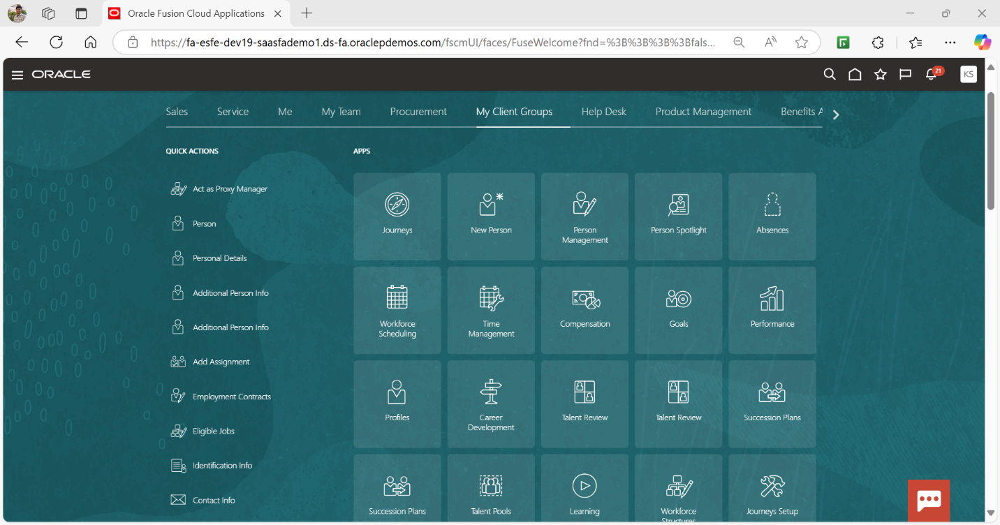 Oracle Fusion Cloud Applications
https://fa-esfe-dev19-saasfademo1.ds-fa.oraclepdemos.com/fscmUI/faces/FuseWelcome?fnd=%3B%3B%3B%3Bfals...
ORACLE
21
KS
Sales Service Me My Team Procurement My Client Groups Help Desk Product Management Benefits A
QUICK ACTIONS
Act as Proxy Manager
Person
Personal Details
Additional Person Info
Additional Person Info
Add Assignment
Employment Contracts
Eligible Jobs
Identification Info
Contact Info
APPS
Journeys
New Person
Person
Management
Person Spotlight
Absences
Workforce
Scheduling
Time
Management
Compensation
Goals
Performance
Profiles
Career
Development
Talent Review
Talent Review
Succession Plans
Succession Plans
Talent Pools
Learning
Workforce
Structures
Journeys Setup